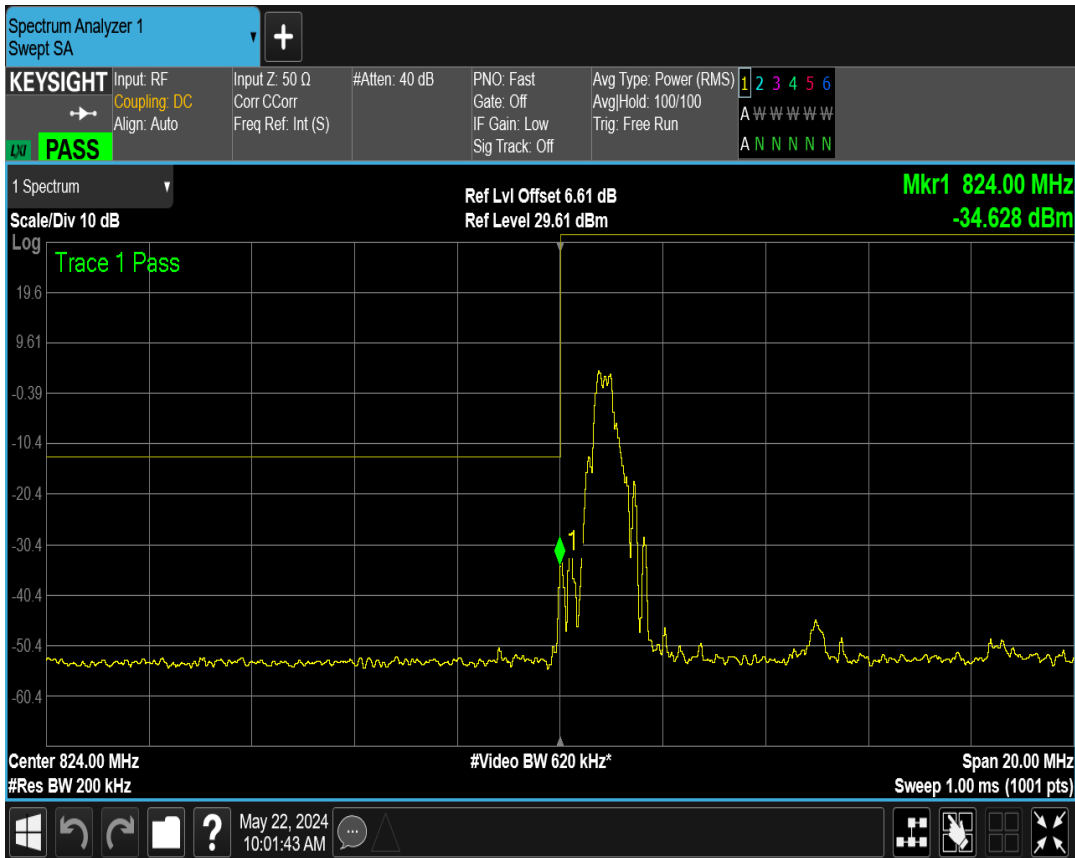 Spectrum Analyzer 1
Swept SA
+
KEYSIGHT
LXI PASS
Input: RF
Coupling: DC
Align: Auto
Input Z: 50 Ω
Corr CCorr
Freq Ref: Int (S)
#Atten: 40 dB
PNO: Fast
Gate: Off
IF Gain: Low
Sig Track: Off
Avg Type: Power (RMS)
Avg|Hold: 100/100
Trig: Free Run
1 2 3 4 5 6
A W W W W W
A N N N N N
1 Spectrum
Scale/Div 10 dB
Ref Lvl Offset 6.61 dB
Ref Level 29.61 dBm
Mkr1 824.00 MHz
-34.628 dBm
Log
Trace 1 Pass
19.6
9.61
-0.39
-10.4
-20.4
-30.4
-40.4
-50.4
-60.4
1
Center 824.00 MHz
#Res BW 200 kHz
#Video BW 620 kHz*
Span 20.00 MHz
Sweep 1.00 ms (1001 pts)
?
May 22, 2024
10:01:43 AM